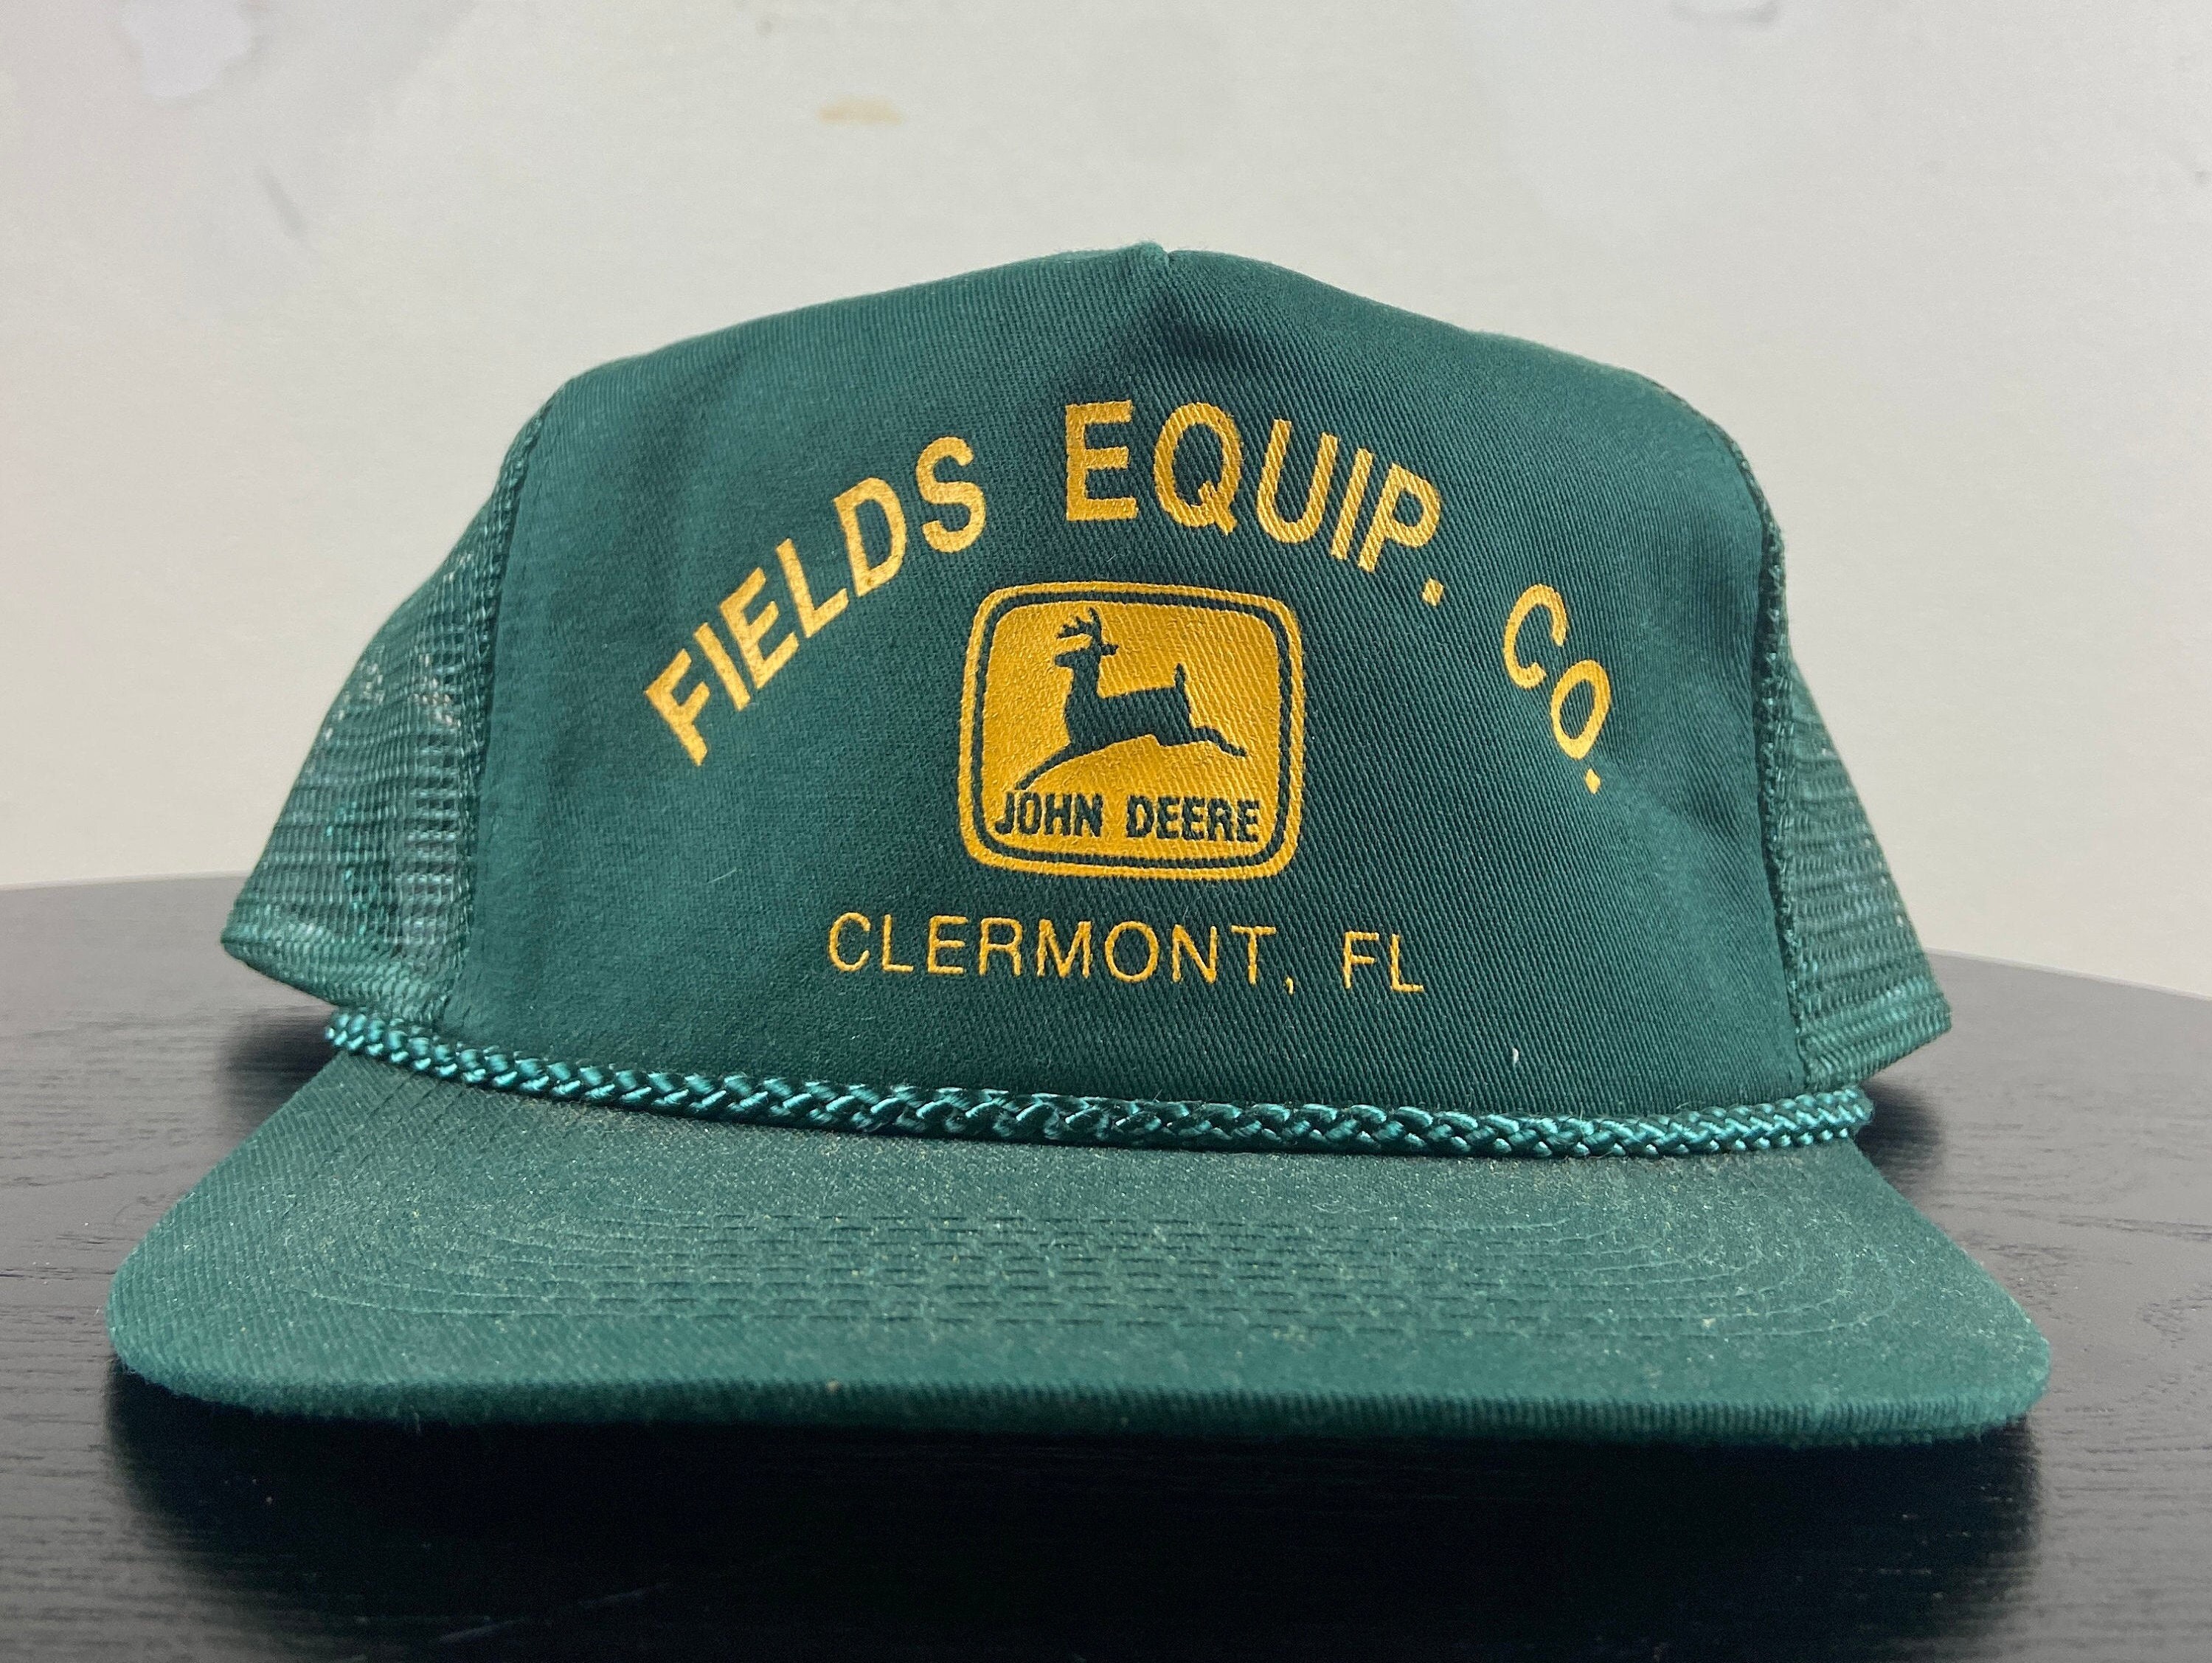 FIELDS EQUIP. CO.
JOHN DEERE
CLERMONT, FL